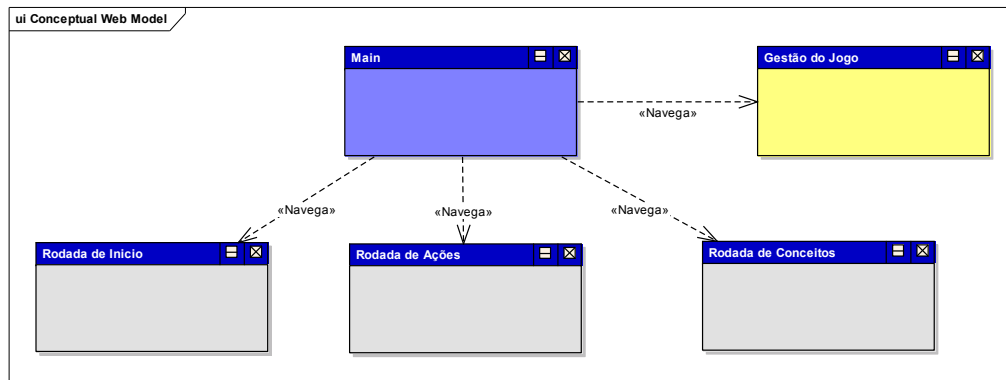 ui Conceptual Web Model
Main
Gestão do Jogo
«Navega»
«Navega»
«Navega»
«Navega»
Rodada de Inicio
Rodada de Ações
Rodada de Conceitos